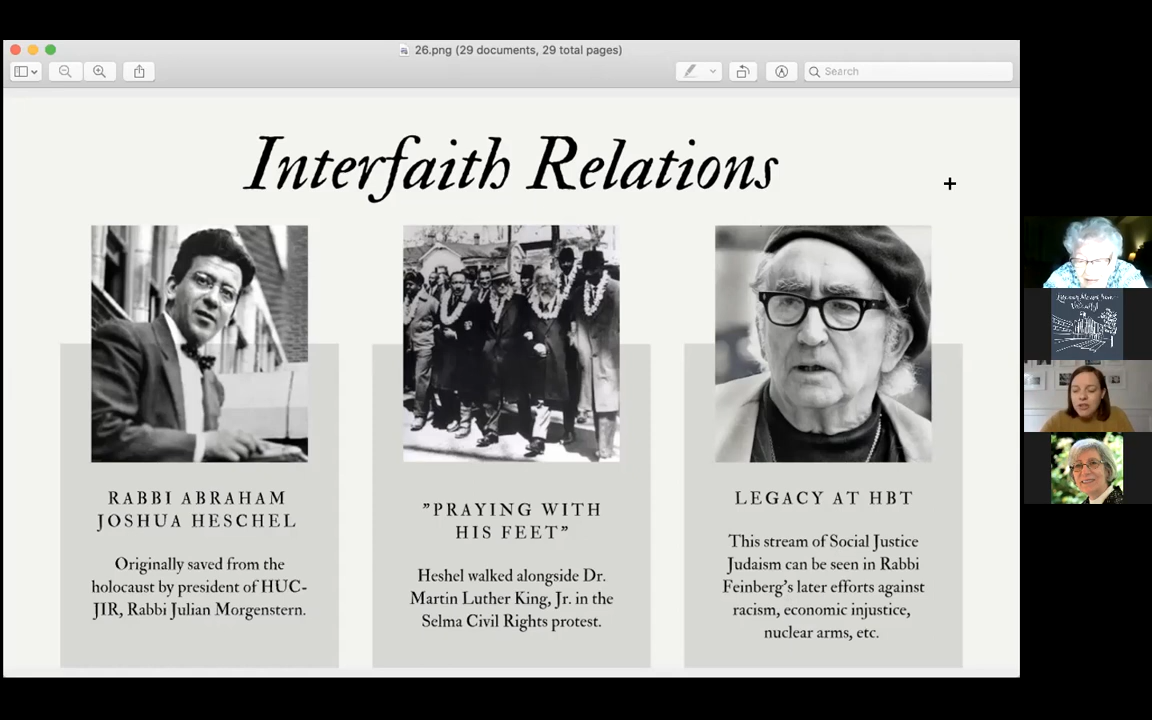 26.png (29 documents, 29 total pages)
Search
Interfaith Relations
RABBI ABRAHAM
JOSHUA HESCHEL
Originally saved from the
holocaust by president of HUC-
JIR, Rabbi Julian Morgenstern.
"PRAYING WITH
HIS FEET"
Heshel walked alongside Dr.
Martin Luther King, Jr. in the
Selma Civil Rights protest.
LEGACY AT HBT
This stream of Social Justice
Judaism can be seen in Rabbi
Feinberg's later efforts against
racism, economic injustice,
nuclear arms, etc.